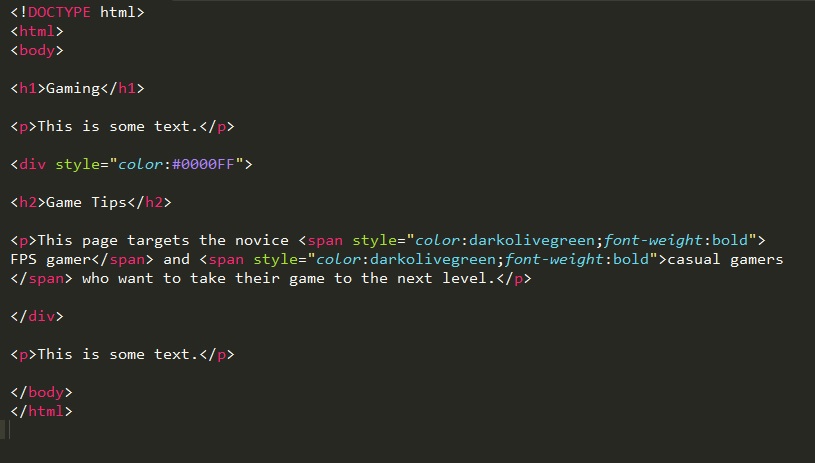 <!DOCTYPE html>
<html>
<body>
<h1>Gaming</h1>
<p>This is some text.</p>
<div style="color:#0000FF">
<h2>Game Tips</h2>
<p>This page targets the novice <span style="color:darkolivegreen;font-weight:bold">
FPS gamer</span> and <span style="color:darkolivegreen;font-weight:bold">casual gamers
</span> who want to take their game to the next level.</p>
</div>
<p>This is some text.</p>
</body>
</html>